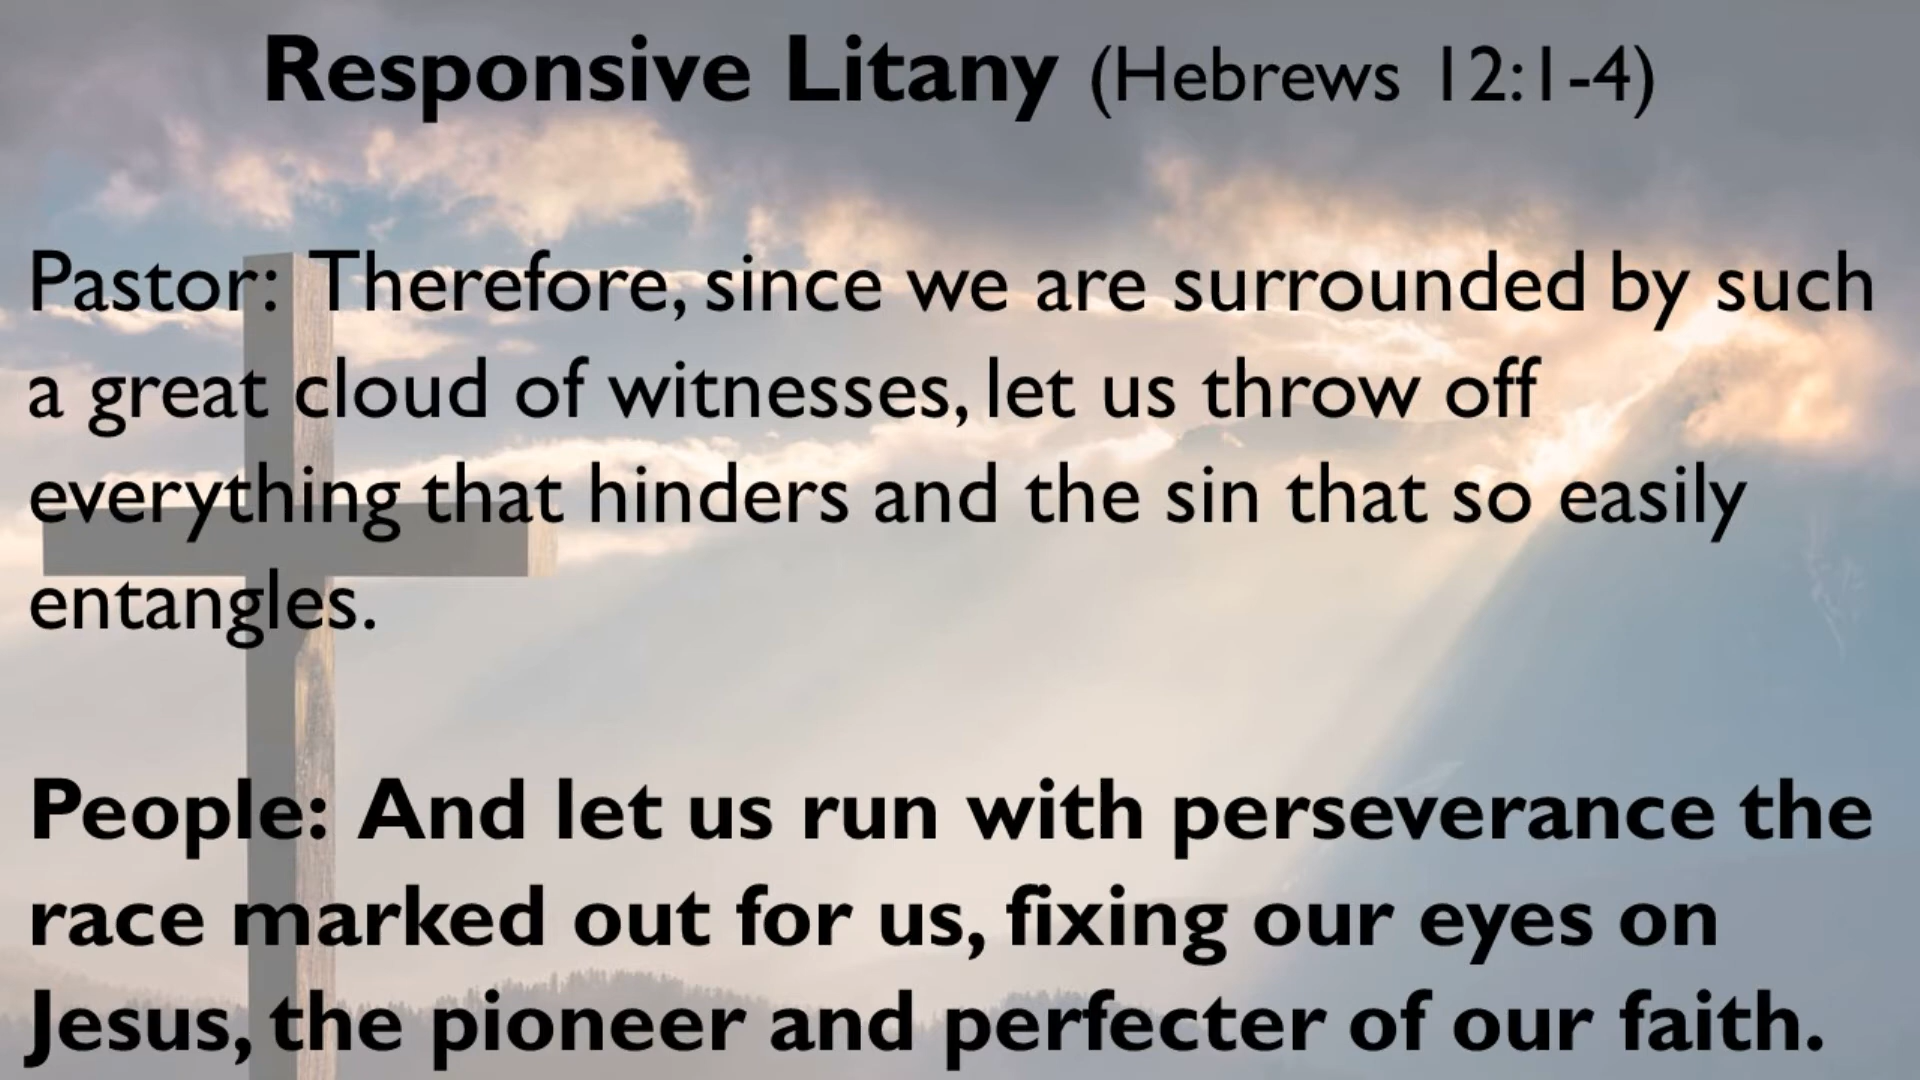 Responsive Litany (Hebrews 12:1-4)
Pastor: Therefore, since we are surrounded by such
a great cloud of witnesses, let us throw off
everything that hinders and the sin that so easily
entangles.
People: And let us run with perseverance the
race marked out for us, fixing our eyes on
Jesus, the pioneer and perfecter of our faith.